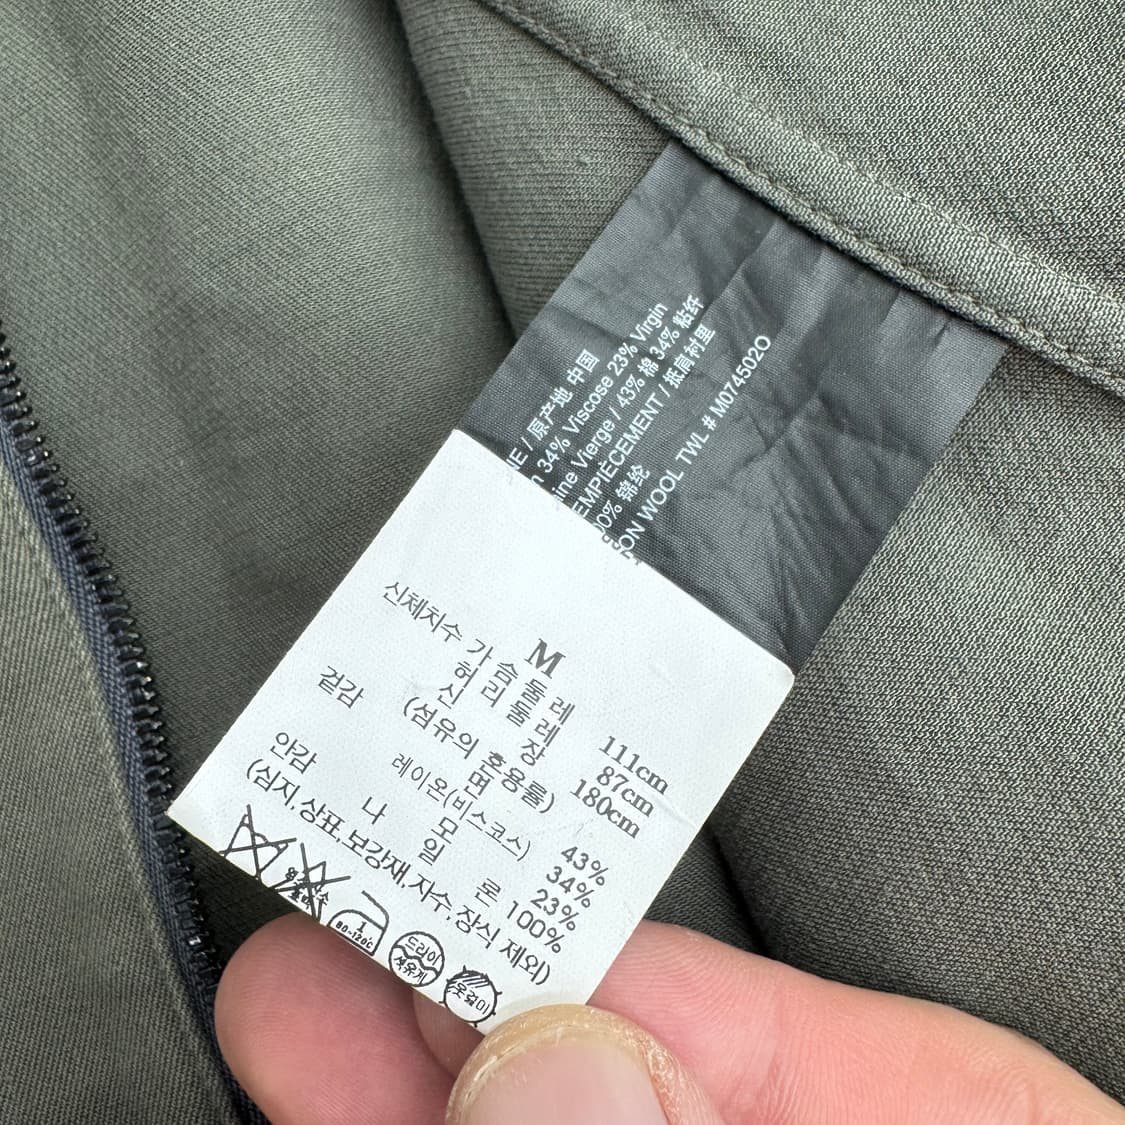 NE / 原产地 中国
34% Viscose 23% Virgin
ine Vierge / 43% 棉 34% 粘纤
EMPIÈCEMENT / 抵肩衬里
00% 锦纶
ON WOOL TWL # M074502O
M
신체치수 가 슴 둘 레 111cm
허 리 둘 레 87cm
신 장 180cm
겉감 (섬유의 혼용률)
면 43%
레이온(비스코스) 34%
모 23%
안감 나 일 론 100%
(심지,상표,보강재,자수,장식 제외)
1
80-120℃
드라이
석유계
옷걸이